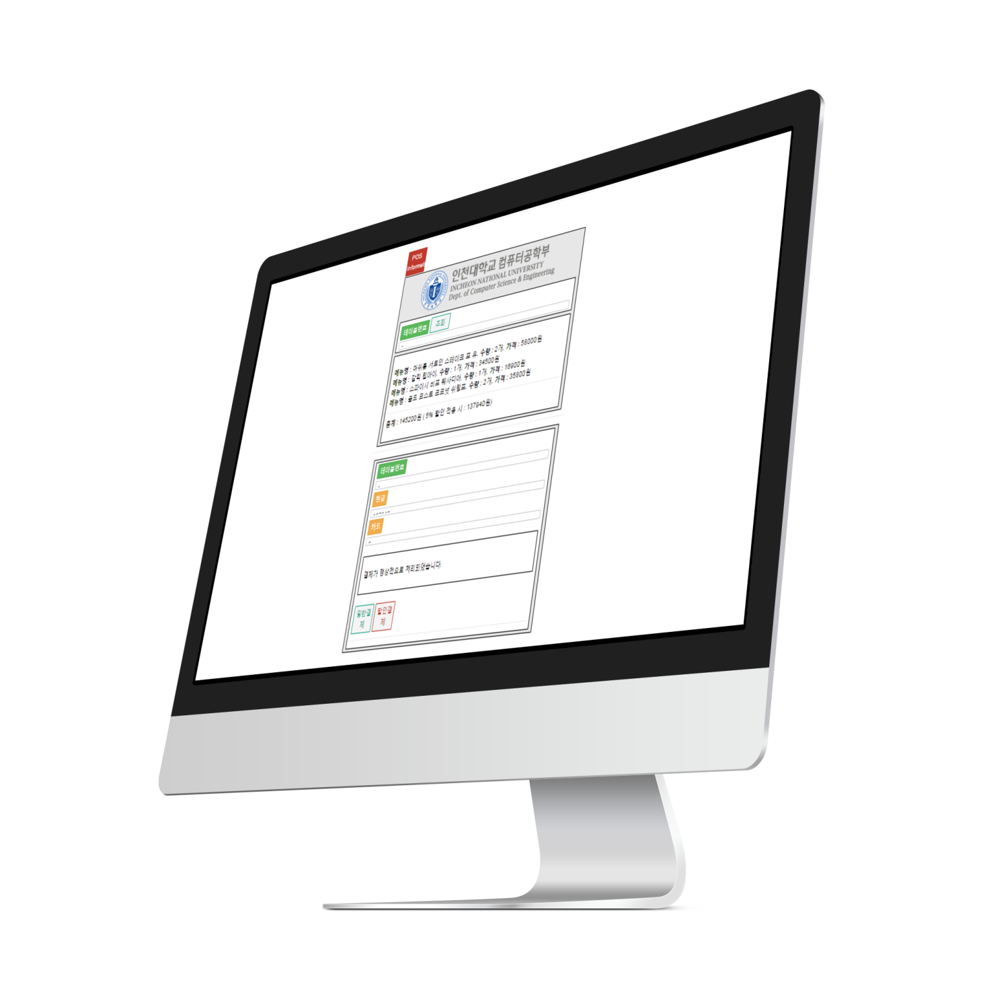 POS
Informat
인천대학교 컴퓨터공학부
INCHEON NATIONAL UNIVERSITY
Dept. of Computer Science & Engineering
테이블번호 조회
메뉴명 : 머쉬룸 서로인 스테이크 포 유, 수량 : 2개, 가격 : 58000원
메뉴명 : 갈릭 립아이, 수량 : 1개, 가격 : 34500원
메뉴명 : 스파이시 비프 퀘사디아, 수량 : 1개, 가격 : 16900원
메뉴명 : 골드 코스트 코코넛 쉬림프, 수량 : 2개, 가격 : 35800원
총계 : 145200원 ( 5% 할인 적용 시 : 137940원)
테이블번호
현금
카드
결제가 정상적으로 처리되었습니다.
일반결
제
할인결
제